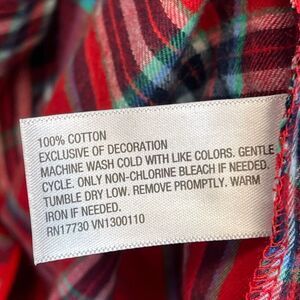 100% COTTON
EXCLUSIVE OF DECORATION
MACHINE WASH COLD WITH LIKE COLORS. GENTLE
CYCLE. ONLY NON-CHLORINE BLEACH IF NEEDED.
TUMBLE DRY LOW. REMOVE PROMPTLY. WARM
IRON IF NEEDED.
RN17730 VN1300110